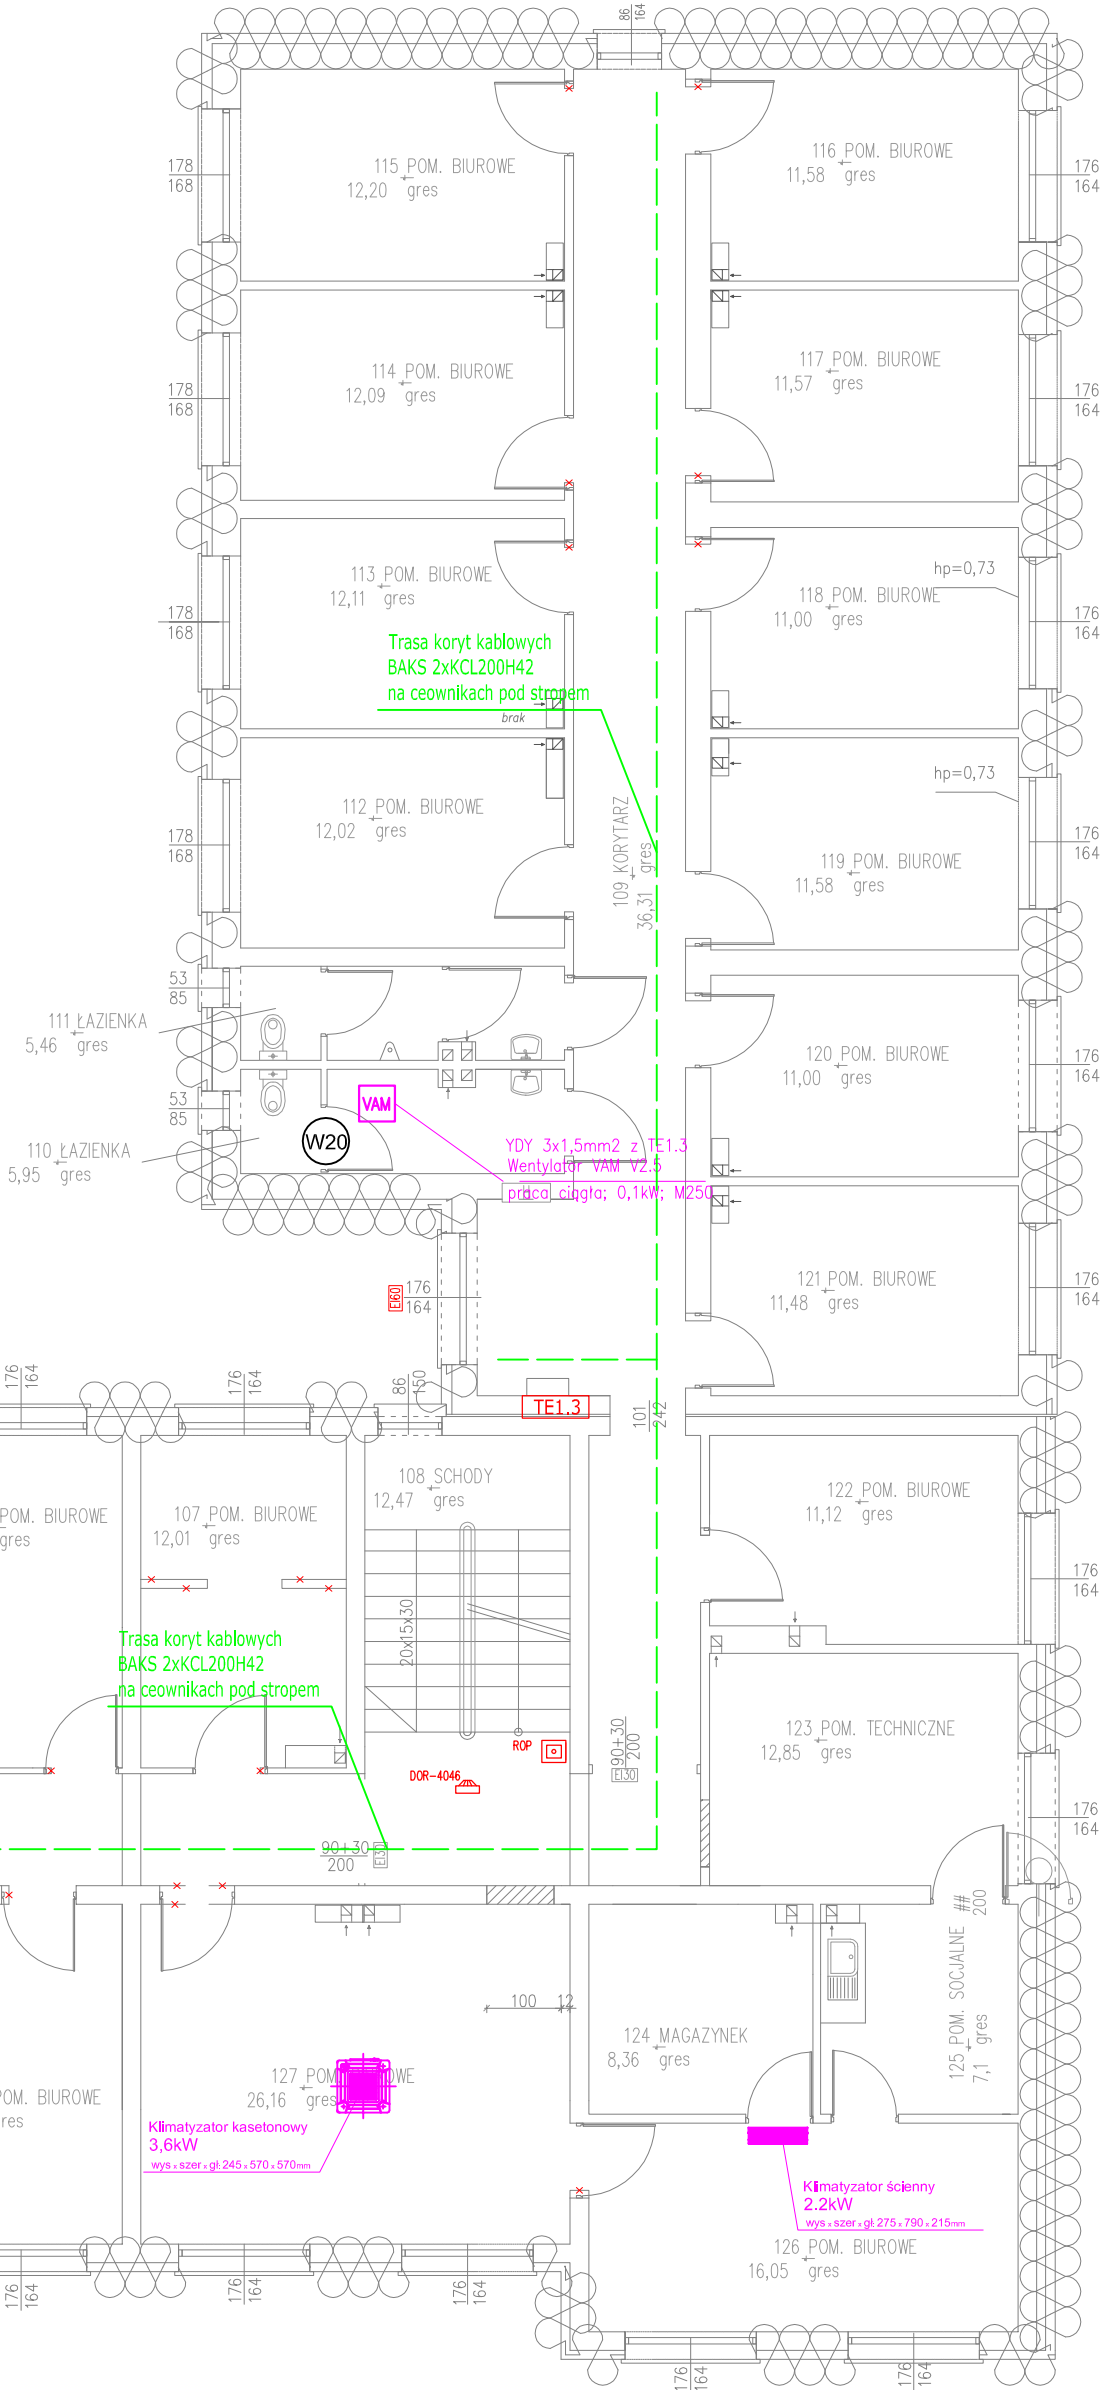 86
164
115 POM. BIUROWE
12,20 gres
116 POM. BIUROWE
11,58 gres
178
168
176
164
114 POM. BIUROWE
12,09 gres
117 POM. BIUROWE
11,57 gres
178
168
176
164
113 POM. BIUROWE
12,11 gres
hp=0,73
118 POM. BIUROWE
11,00 gres
178
168
176
164
Trasa koryt kablowych
BAKS 2xKCL200H42
na ceownikach pod stropem
brak
hp=0,73
112 POM. BIUROWE
12,02 gres
109 KORYTARZ
36,31 gres
119 POM. BIUROWE
11,58 gres
178
168
176
164
53
85
111 ŁAZIENKA
5,46 gres
120 POM. BIUROWE
11,00 gres
176
164
53
85
VAM
W20
110 ŁAZIENKA
5,95 gres
YDY 3x1,5mm2 z TE1.3
Wentylator VAM V2.5
praca ciągła; 0,1kW; M250
EI60
176
164
121 POM. BIUROWE
11,48 gres
176
164
176
164
176
164
86
150
TE1.3
101
242
108 SCHODY
12,47 gres
122 POM. BIUROWE
11,12 gres
POM. BIUROWE
gres
107 POM. BIUROWE
12,01 gres
176
164
20x15x30
Trasa koryt kablowych
BAKS 2xKCL200H42
na ceownikach pod stropem
ROP
DOR-4046
90+30
200
EI30
123 POM. TECHNICZNE
12,85 gres
176
164
90+30
200
EI30
##
200
100
12
124 MAGAZYNEK
8,36 gres
125 POM. SOCJALNE
7,1 gres
127 POM. BIUROWE
26,16 gres
POM. BIUROWE
res
Klimatyzator kasetonowy
3,6kW
wys x szer x gł: 245 x 570 x 570mm
Klimatyzator ścienny
2.2kW
wys x szer x gł: 275 x 790 x 215mm
126 POM. BIUROWE
16,05 gres
176
164
176
164
176
164
176
164
176
164